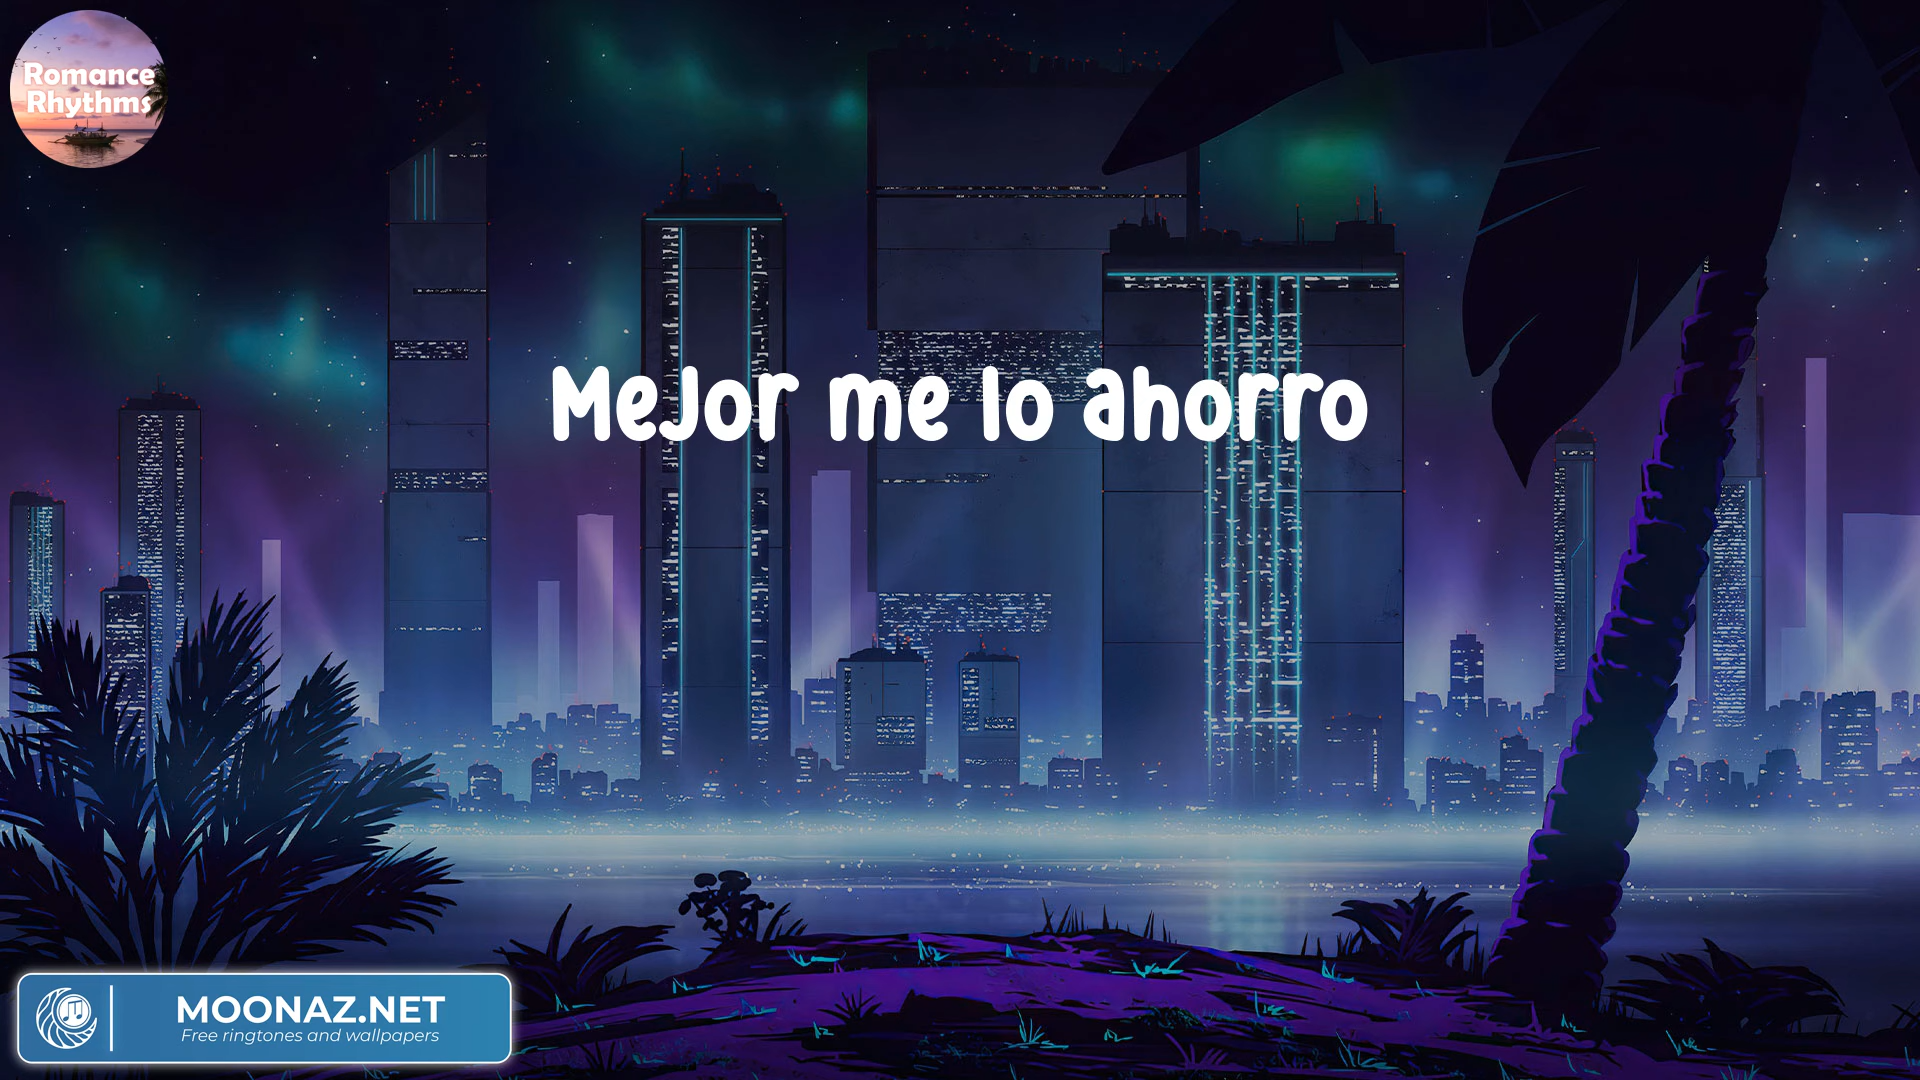 Romance
Rhythms
Mejor me lo ahorro
MOONAZ.NET
Free ringtones and wallpapers